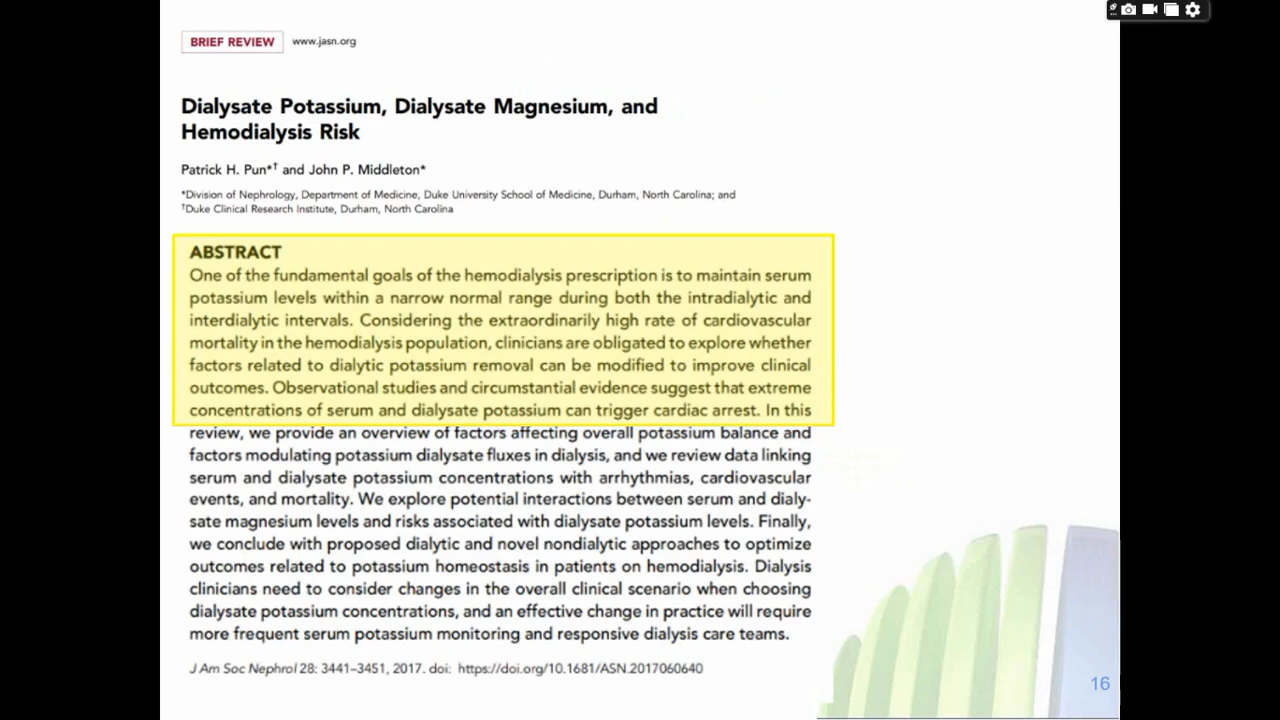 BRIEF REVIEW www.jasn.org
Dialysate Potassium, Dialysate Magnesium, and
Hemodialysis Risk
Patrick H. Pun*† and John P. Middleton*
*Division of Nephrology, Department of Medicine, Duke University School of Medicine, Durham, North Carolina; and
†Duke Clinical Research Institute, Durham, North Carolina
ABSTRACT
One of the fundamental goals of the hemodialysis prescription is to maintain serum
potassium levels within a narrow normal range during both the intradialytic and
interdialytic intervals. Considering the extraordinarily high rate of cardiovascular
mortality in the hemodialysis population, clinicians are obligated to explore whether
factors related to dialytic potassium removal can be modified to improve clinical
outcomes. Observational studies and circumstantial evidence suggest that extreme
concentrations of serum and dialysate potassium can trigger cardiac arrest. In this
review, we provide an overview of factors affecting overall potassium balance and
factors modulating potassium dialysate fluxes in dialysis, and we review data linking
serum and dialysate potassium concentrations with arrhythmias, cardiovascular
events, and mortality. We explore potential interactions between serum and dialy-
sate magnesium levels and risks associated with dialysate potassium levels. Finally,
we conclude with proposed dialytic and novel nondialytic approaches to optimize
outcomes related to potassium homeostasis in patients on hemodialysis. Dialysis
clinicians need to consider changes in the overall clinical scenario when choosing
dialysate potassium concentrations, and an effective change in practice will require
more frequent serum potassium monitoring and responsive dialysis care teams.
J Am Soc Nephrol 28: 3441–3451, 2017. doi: https://doi.org/10.1681/ASN.2017060640
16